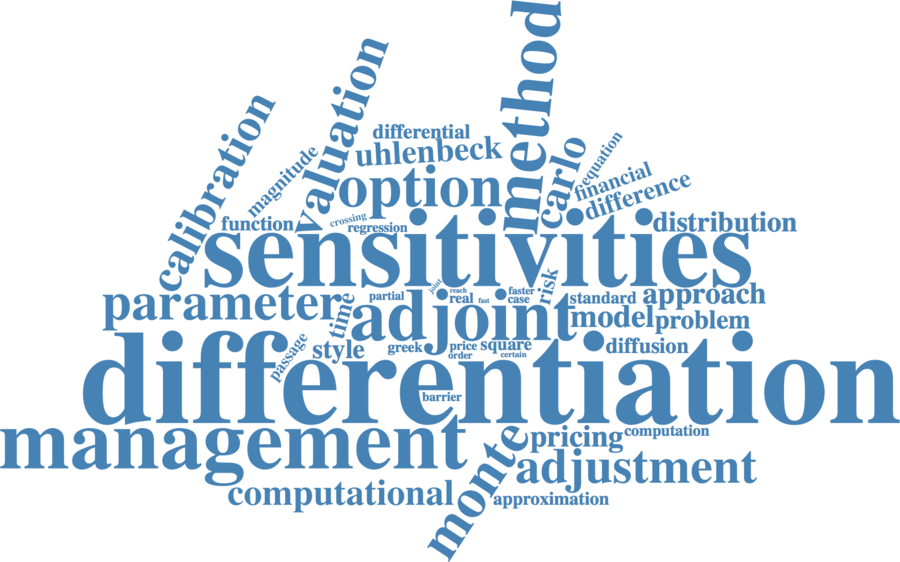 method
valuation
calibration
differential
uhlenbeck
magnitude
option
carlo
equation
financial
difference
function
crossing
regression
distribution
sensitivities
parameter
time
partial
joint
reach
real
fast
faster
case
risk
standard
approach
adjoint
model
problem
passage
style
greek
price
order
square
certain
diffusion
differentiation
barrier
management
monte
pricing
computation
adjustment
computational
approximation